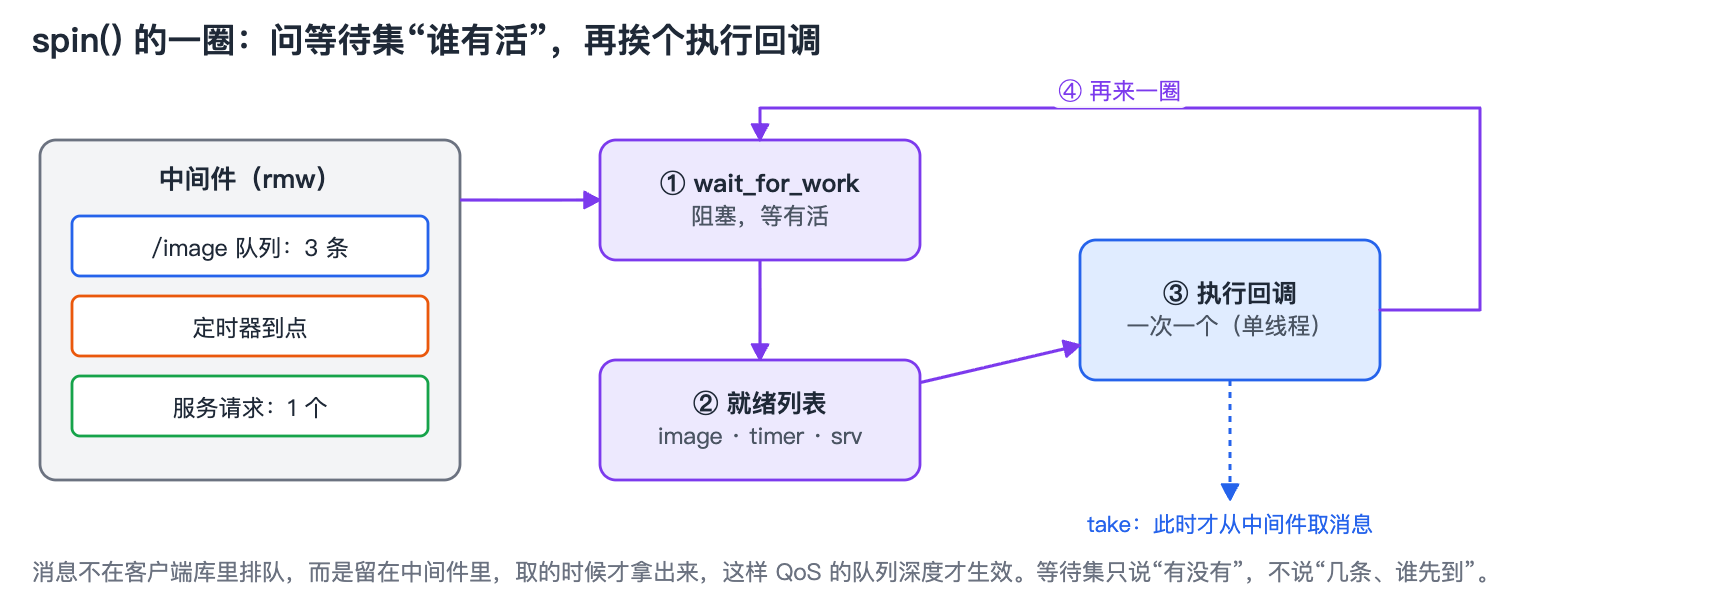 spin() 的一圈：问等待集“谁有活”，再挨个执行回调
④ 再来一圈
中间件（rmw）
/image 队列：3 条
定时器到点
服务请求：1 个
① wait_for_work
阻塞，等有活
② 就绪列表
image · timer · srv
③ 执行回调
一次一个（单线程）
take：此时才从中间件取消息
消息不在客户端库里排队，而是留在中间件里，取的时候才拿出来，这样 QoS 的队列深度才生效。等待集只说“有没有”，不说“几条、谁先到”。